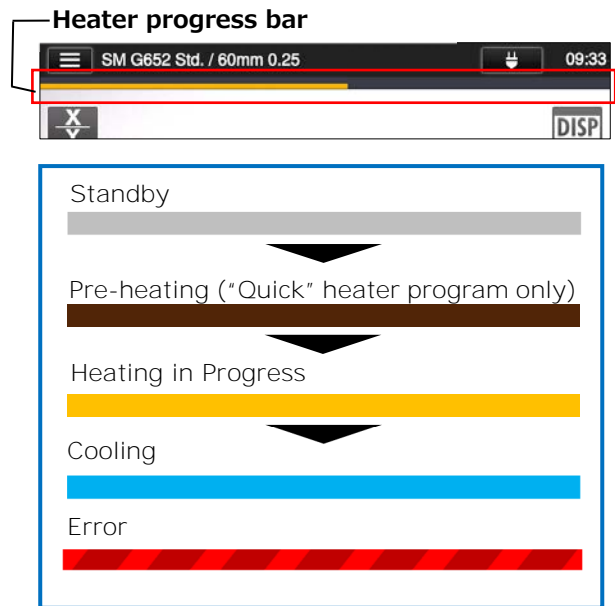 Heater progress bar
SM G652 Std. / 60mm 0.25
09:33
X
Y
DISP
Standby
Pre-heating (“Quick” heater program only)
Heating in Progress
Cooling
Error